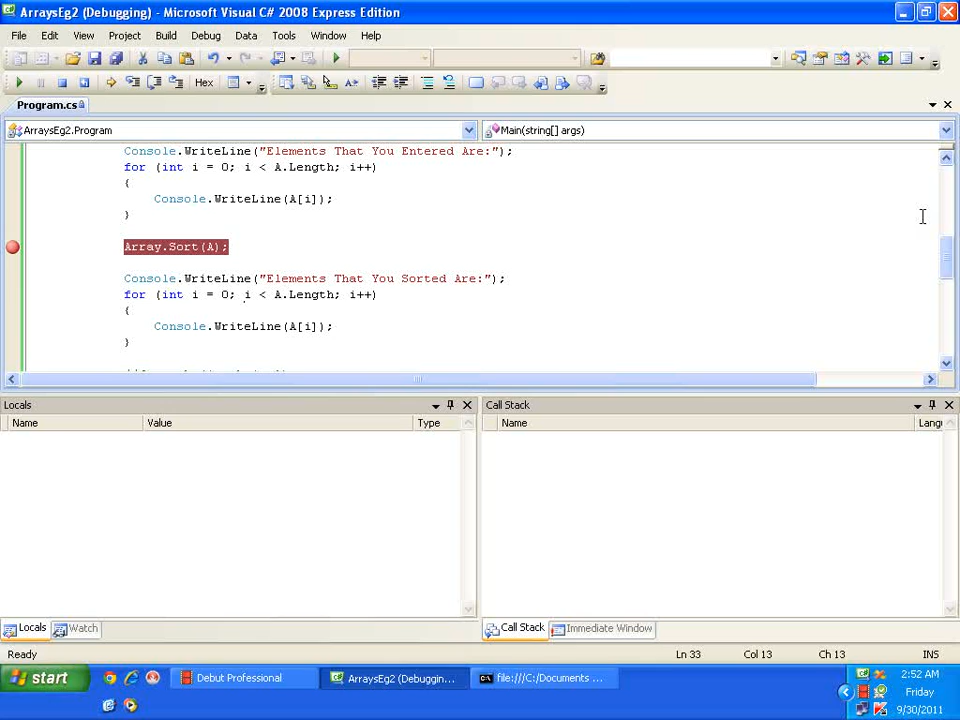 ArraysEg2 (Debugging) - Microsoft Visual C# 2008 Express Edition
File Edit View Project Build Debug Data Tools Window Help
Hex
Program.cs
ArraysEg2.Program
Main(string[] args)
Console.WriteLine("Elements That You Entered Are:");
for (int i = 0; i < A.Length; i++)
{
Console.WriteLine(A[i]);
}
Array.Sort(A);
Console.WriteLine("Elements That You Sorted Are:");
for (int i = 0; i < A.Length; i++)
{
Console.WriteLine(A[i]);
}
Locals
Call Stack
Name Value Type
Name Langu
Locals Watch
Call Stack Immediate Window
Ready Ln 33 Col 13 Ch 13 INS
start
Debut Professional
ArraysEg2 (Debuggin...
file:///C:/Documents ...
2:52 AM
Friday
9/30/2011